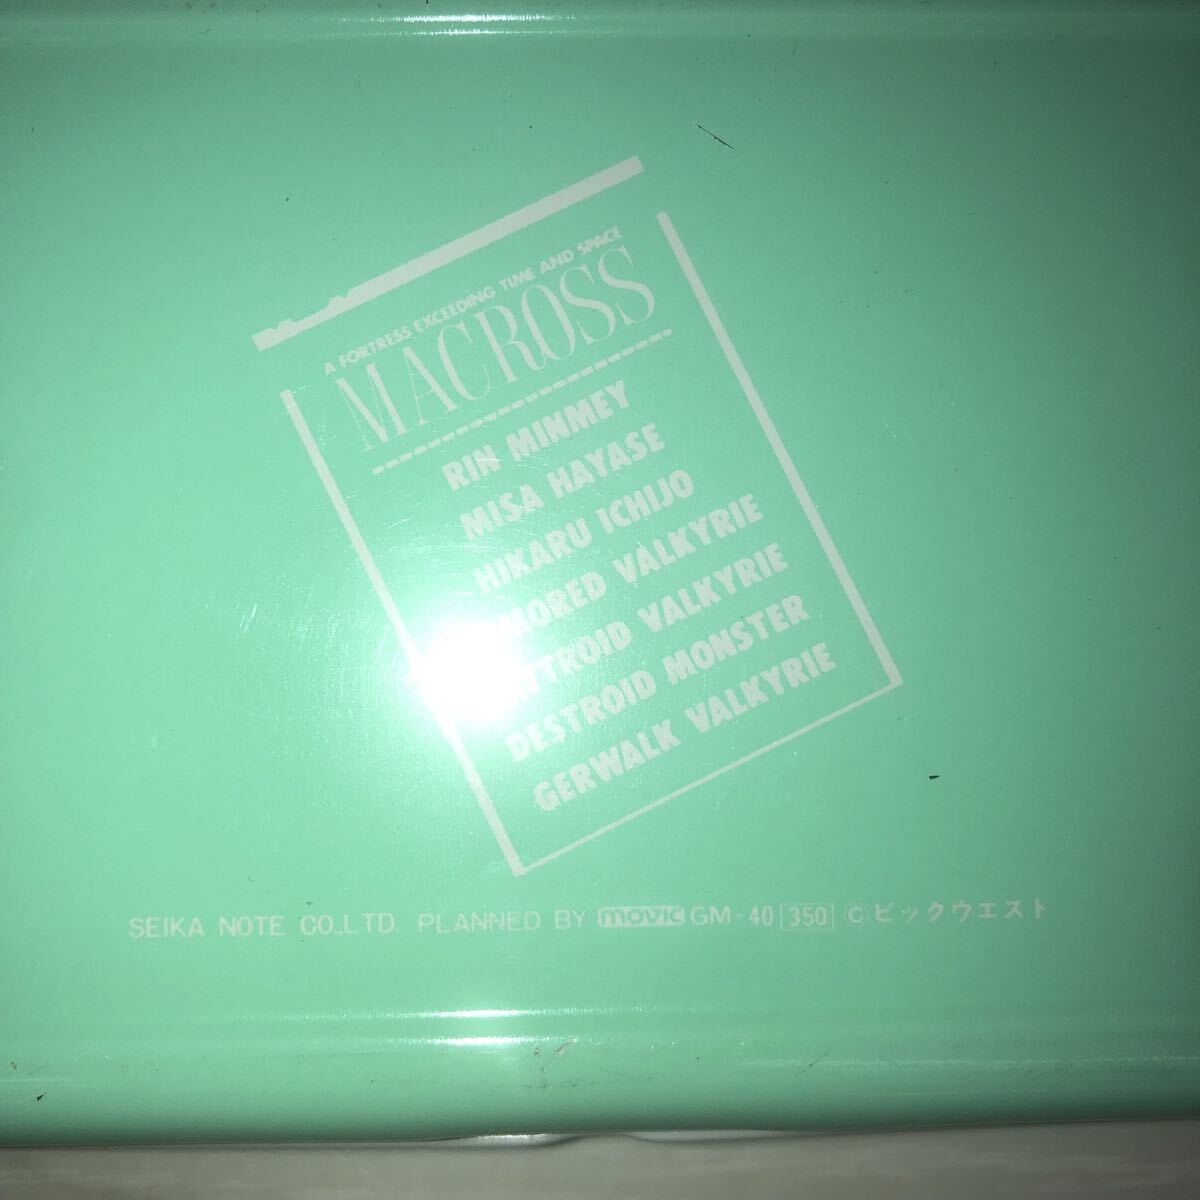 A FORTRESS EXCEEDING TIME AND SPACE
MACROSS
RIN MINMEY
MISA HAYASE
HIKARU ICHIJO
VALKYRIE
VALKYRIE
DESTROID MONSTER
GERWALK VALKYRIE
SEIKA NOTE CO.,LTD. PLANNED BY movic GM-40 350 ©ビックウエスト